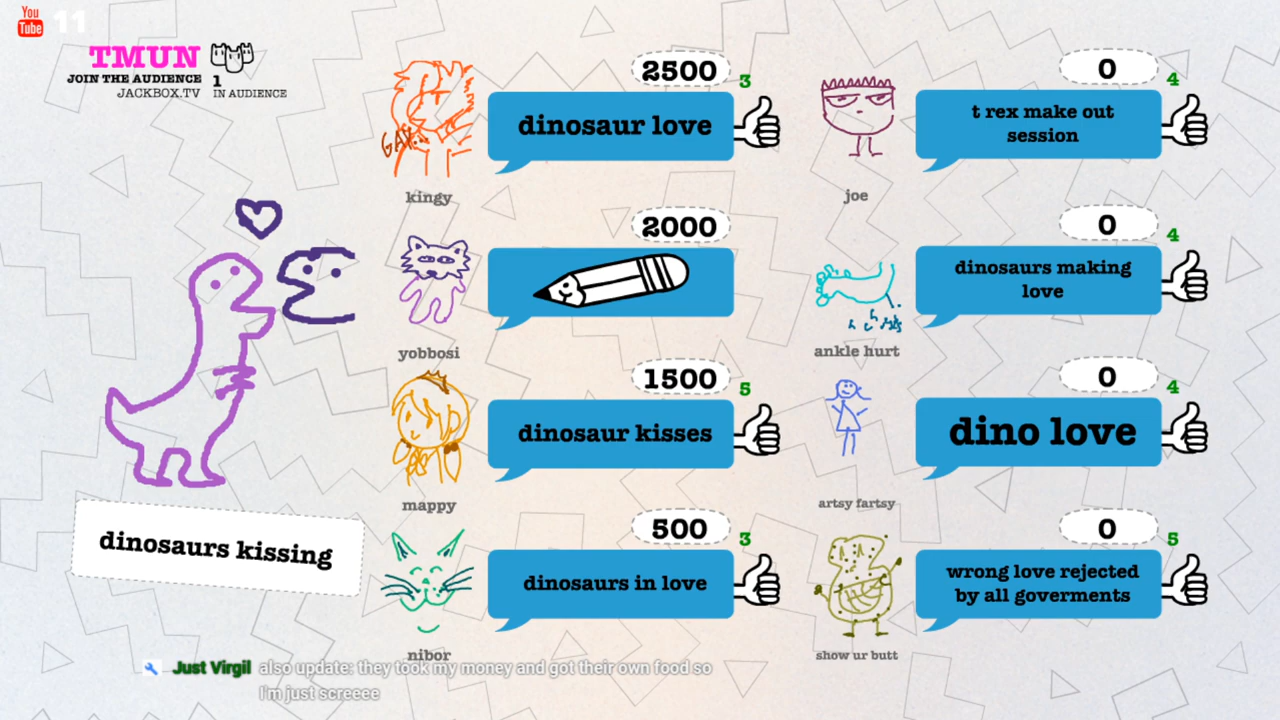 You
Tube
11
TMUN
JOIN THE AUDIENCE
JACKBOX.TV
1
IN AUDIENCE
dinosaurs kissing
GAY...
kingy
2500
3
dinosaur love
yobbosi
2000
mappy
1500
5
dinosaur kisses
nibor
500
3
dinosaurs in love
joe
0
4
t rex make out
session
ankle hurt
0
4
dinosaurs making
love
artsy fartsy
0
4
dino love
show ur butt
0
5
wrong love rejected
by all goverments
Just Virgil also update: they took my money and got their own food so
I'm just screeee